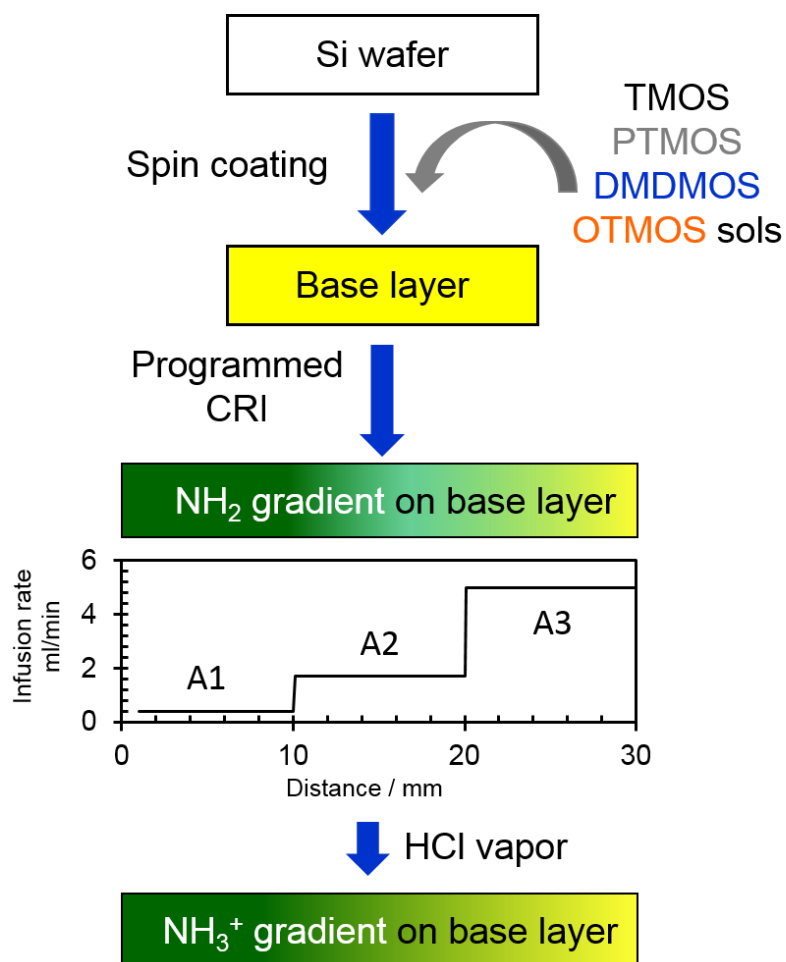 Si wafer
TMOS
PTMOS
DMDMOS
OTMOS sols
Spin coating
Base layer
Programmed
CRI
NH₂ gradient on base layer
Infusion rate
ml/min
6
4
2
0
A1
A2
A3
0
10
20
30
Distance / mm
HCl vapor
NH₃⁺ gradient on base layer